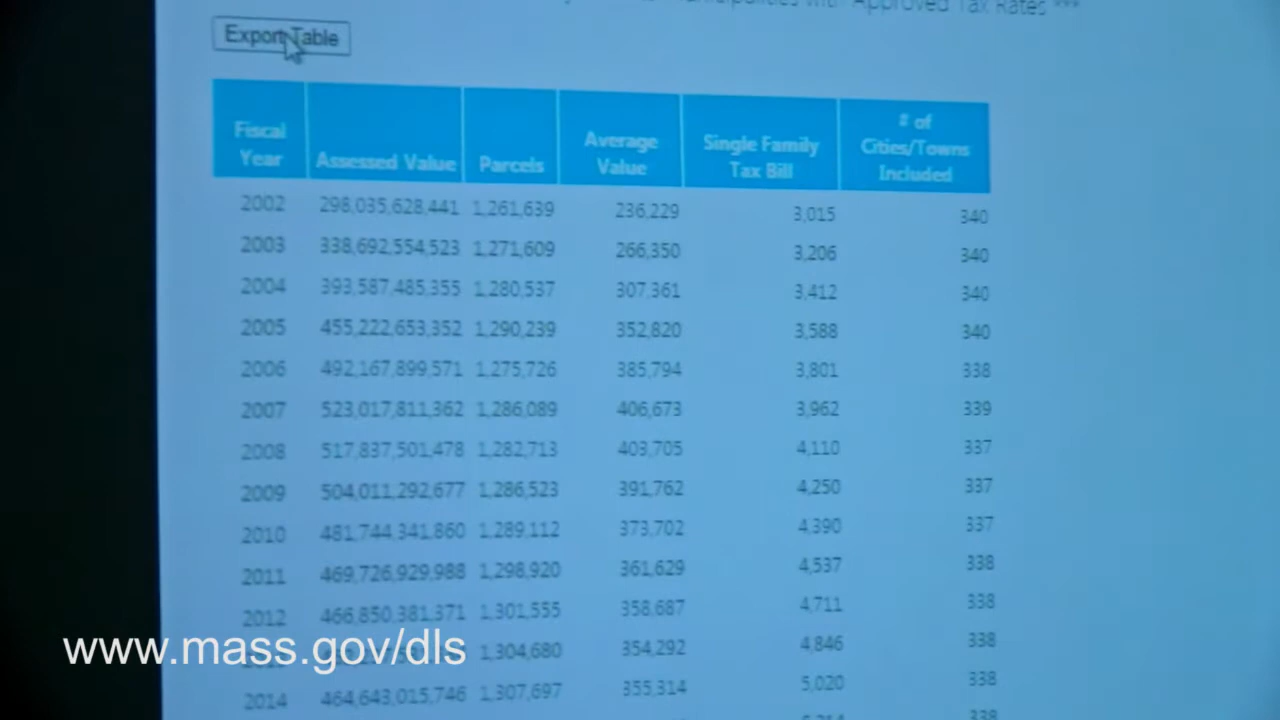 with Approved Tax Rates ***
Export Table
Fiscal Year Assessed Value Parcels Average Value Single Family Tax Bill # of Cities/Towns Included
2002 298,035,628,441 1,261,639 236,229 3,015 340
2003 338,692,554,523 1,271,609 266,350 3,206 340
2004 393,587,485,355 1,280,537 307,361 3,412 340
2005 455,222,653,352 1,290,239 352,820 3,588 340
2006 492,167,899,571 1,275,726 385,794 3,801 338
2007 523,017,811,362 1,286,089 406,673 3,962 339
2008 517,837,501,478 1,282,713 403,705 4,110 337
2009 504,011,292,677 1,286,523 391,762 4,250 337
2010 481,744,341,860 1,289,112 373,702 4,390 337
2011 469,726,929,988 1,298,920 361,629 4,537 338
2012 466,850,381,371 1,301,555 358,687 4,711 338
1,304,680 354,292 4,846 338
www.mass.gov/dls
2014 464,643,015,746 1,307,697 355,314 5,020 338